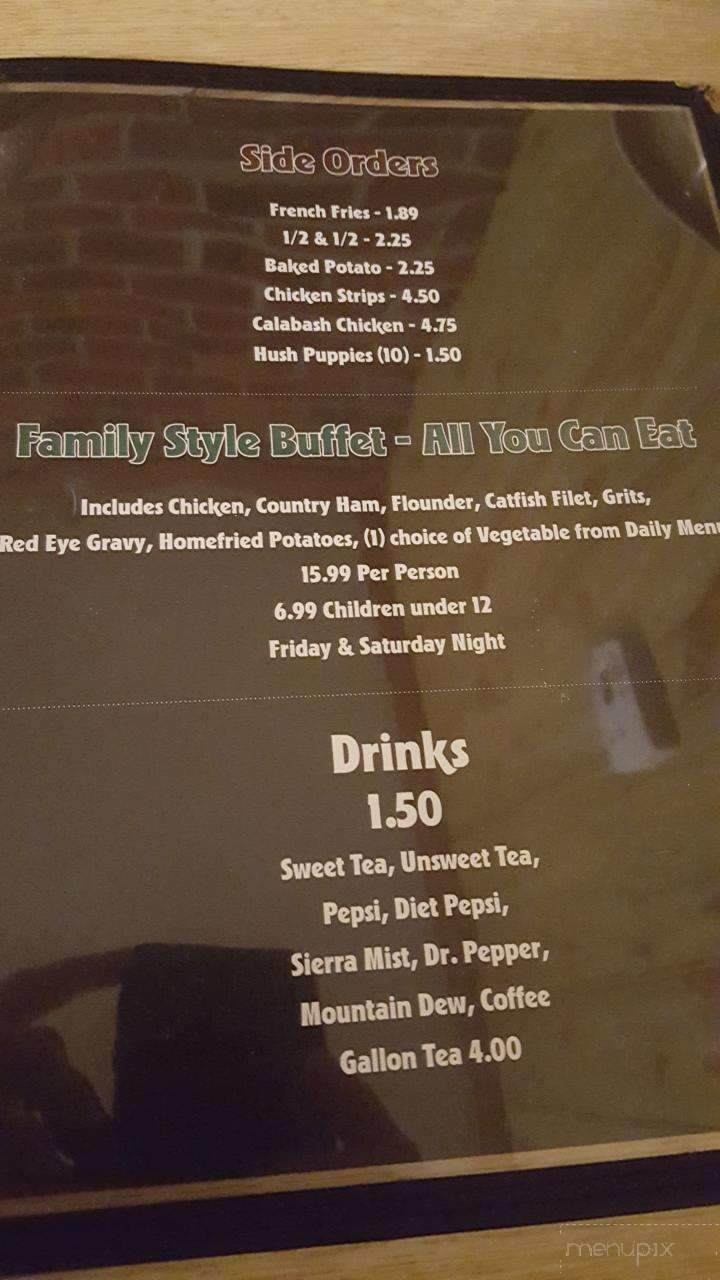 Side Orders
French Fries - 1.89
1/2 & 1/2 - 2.25
Baked Potato - 2.25
Chicken Strips - 4.50
Calabash Chicken - 4.75
Hush Puppies (10) - 1.50
Family Style Buffet - All You Can Eat
Includes Chicken, Country Ham, Flounder, Catfish Filet, Grits,
Red Eye Gravy, Homefried Potatoes, (1) choice of Vegetable from Daily Menu
15.99 Per Person
6.99 Children under 12
Friday & Saturday Night
Drinks
1.50
Sweet Tea, Unsweet Tea,
Pepsi, Diet Pepsi,
Sierra Mist, Dr. Pepper,
Mountain Dew, Coffee
Gallon Tea 4.00
menupix